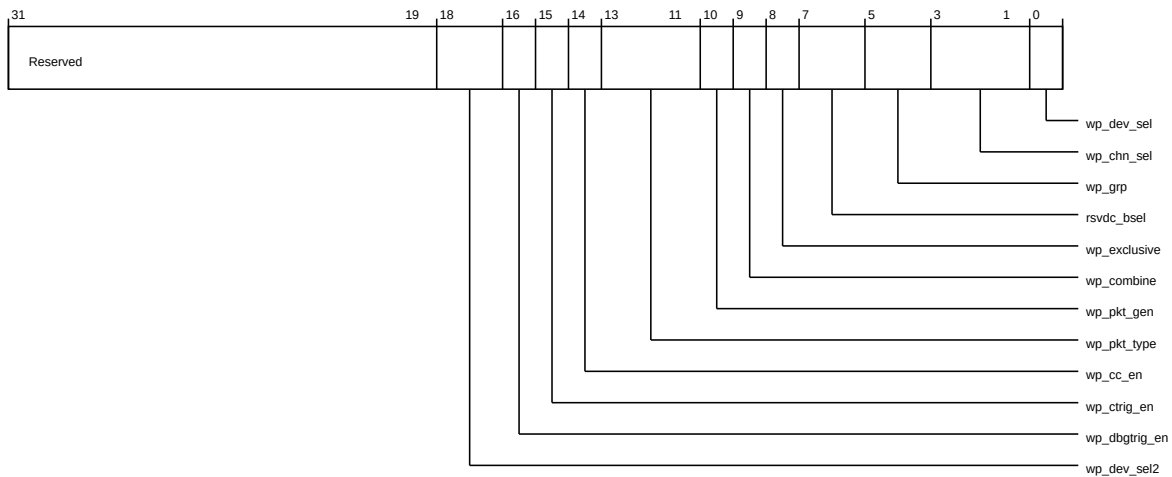 31 19 18 16 15 14 13 11 10 9 8 7 5 3 1 0
Reserved
wp_dev_sel
wp_chn_sel
wp_grp
rsvdc_bsel
wp_exclusive
wp_combine
wp_pkt_gen
wp_pkt_type
wp_cc_en
wp_ctrig_en
wp_dbgtrig_en
wp_dev_sel2